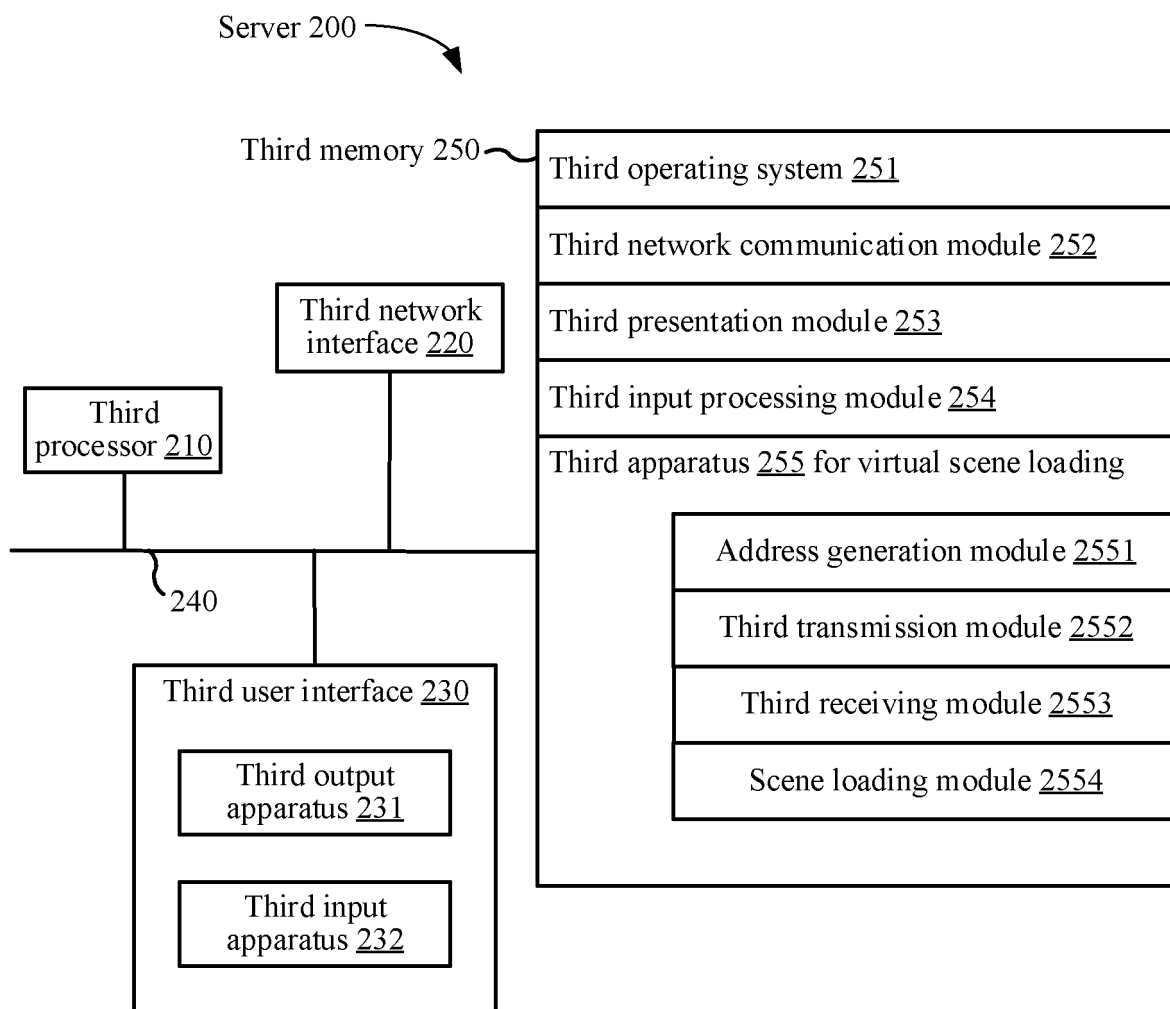 Server 200
Third memory 250
Third operating system 251
Third network communication module 252
Third presentation module 253
Third input processing module 254
Third apparatus 255 for virtual scene loading
Address generation module 2551
Third transmission module 2552
Third receiving module 2553
Scene loading module 2554
Third network
interface 220
Third
processor 210
240
Third user interface 230
Third output
apparatus 231
Third input
apparatus 232